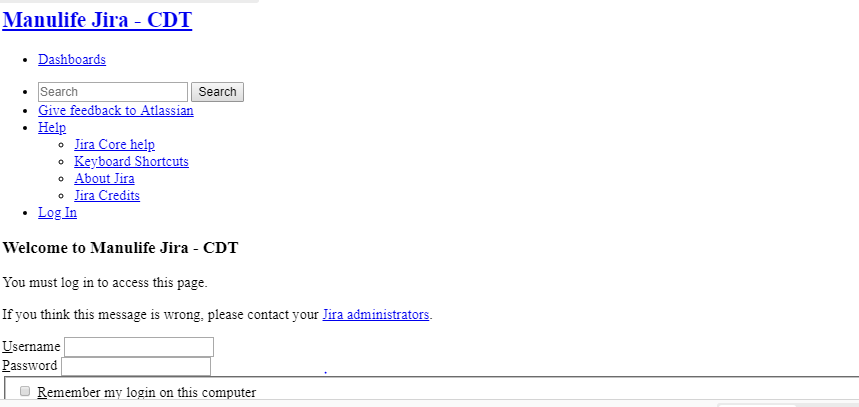 Manulife Jira - CDT
Dashboards
Search Search
Give feedback to Atlassian
Help
Jira Core help
Keyboard Shortcuts
About Jira
Jira Credits
Log In
Welcome to Manulife Jira - CDT
You must log in to access this page.
If you think this message is wrong, please contact your Jira administrators.
Username
Password
Remember my login on this computer